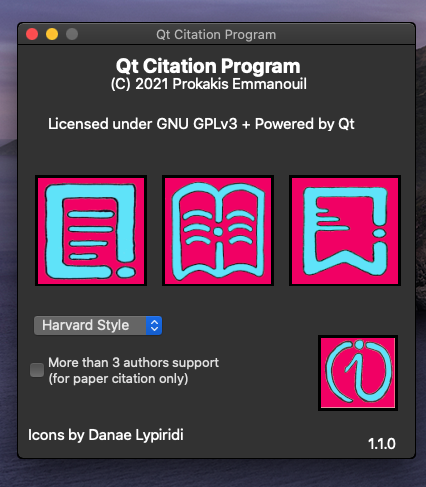 Qt Citation Program
Qt Citation Program
(C) 2021 Prokakis Emmanouil
Licensed under GNU GPLv3 + Powered by Qt
Harvard Style
More than 3 authors support
(for paper citation only)
Icons by Danae Lypiridi
1.1.0